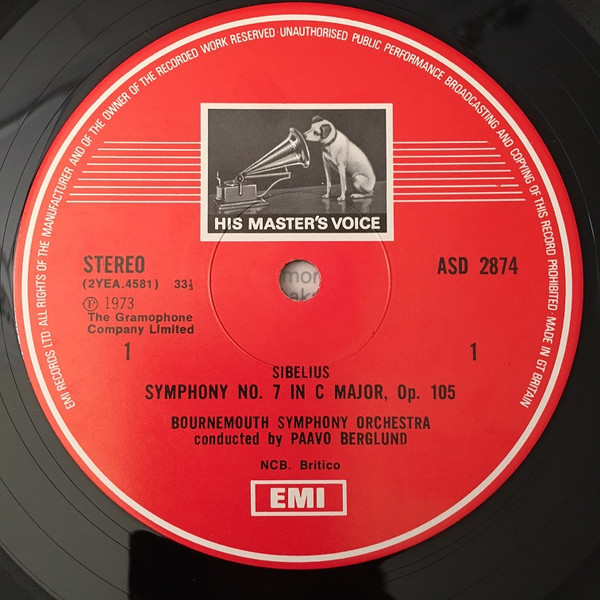 EMI RECORDS LTD ALL RIGHTS OF THE MANUFACTURER AND OF THE OWNER OF THE RECORDED WORK RESERVED · UNAUTHORISED PUBLIC PERFORMANCE BROADCASTING AND COPYING OF THIS RECORD PROHIBITED · MADE IN GT BRITAIN
HIS MASTER'S VOICE
STEREO
ASD 2874
(2YEA.4581) 33⅓
Ⓟ 1973
The Gramophone
Company Limited
1 1
SIBELIUS
SYMPHONY NO. 7 IN C MAJOR, Op. 105
BOURNEMOUTH SYMPHONY ORCHESTRA
conducted by PAAVO BERGLUND
NCB. Britico
EMI